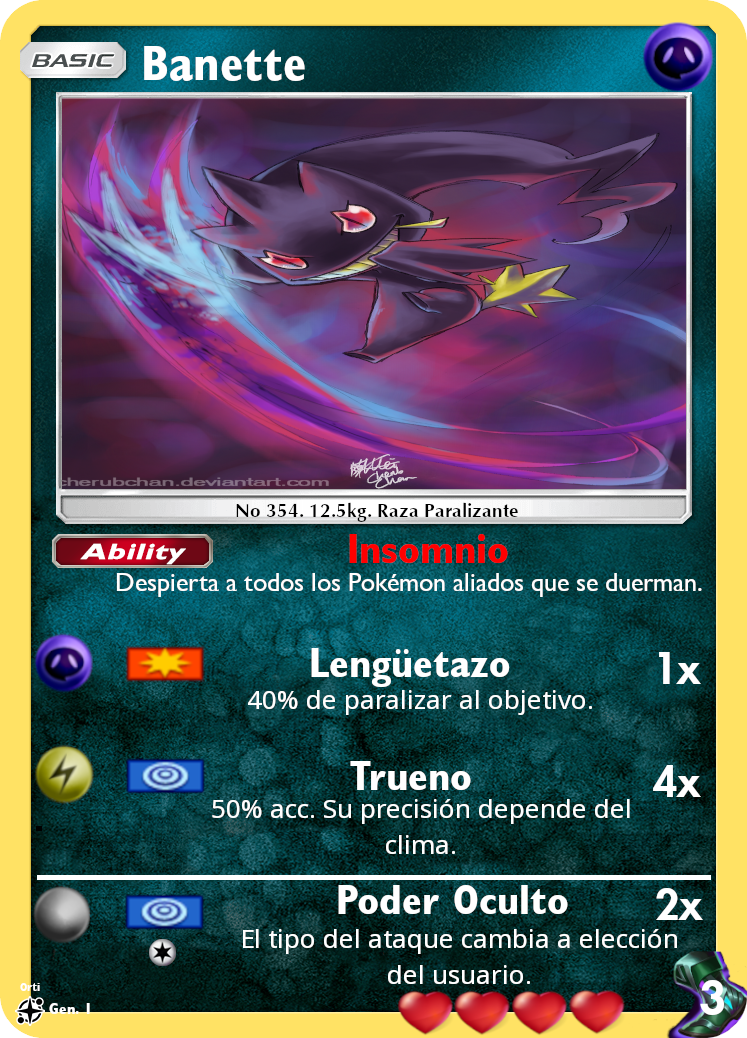 BASIC
Banette
cherubchan.deviantart.com
No 354. 12.5kg. Raza Paralizante
Ability
Insomnio
Despierta a todos los Pokémon aliados que se duerman.
Lengüetazo
1x
40% de paralizar al objetivo.
Trueno
4x
50% acc. Su precisión depende del
clima.
Poder Oculto
2x
El tipo del ataque cambia a elección
del usuario.
3
Orti
Gen. I